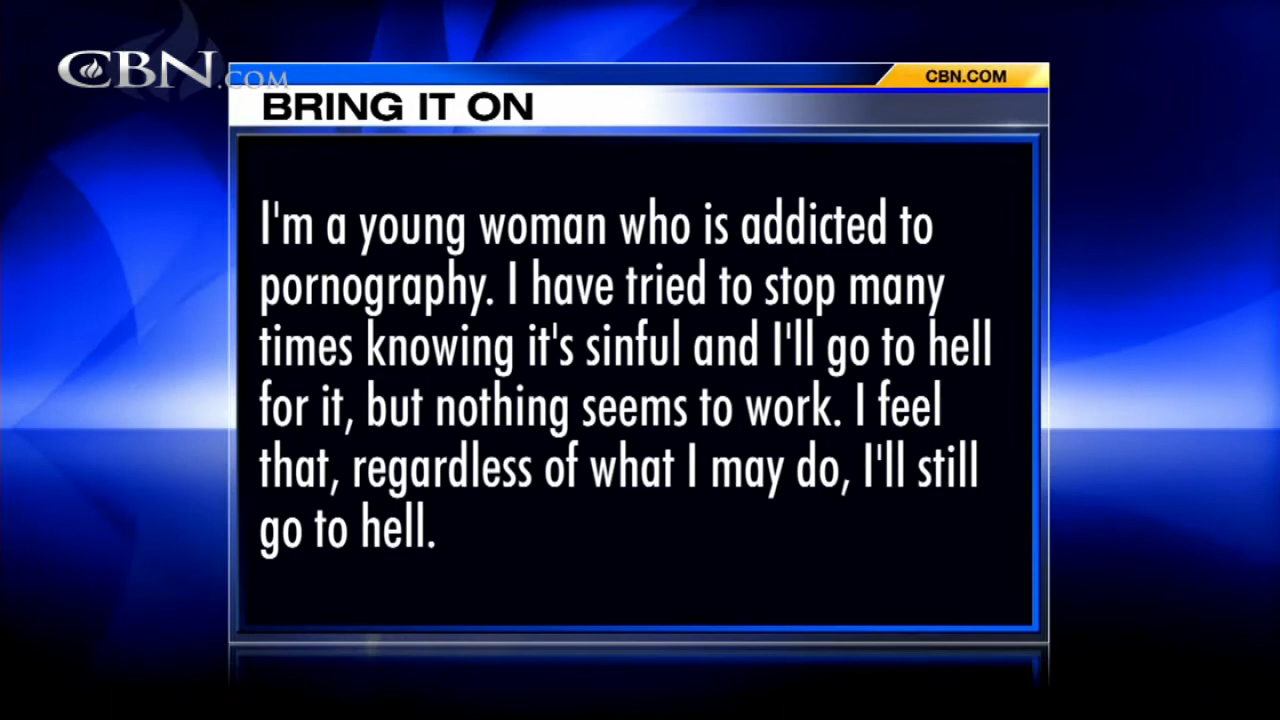 CBN.COM
CBN.COM
BRING IT ON
I'm a young woman who is addicted to
pornography. I have tried to stop many
times knowing it's sinful and I'll go to hell
for it, but nothing seems to work. I feel
that, regardless of what I may do, I'll still
go to hell.